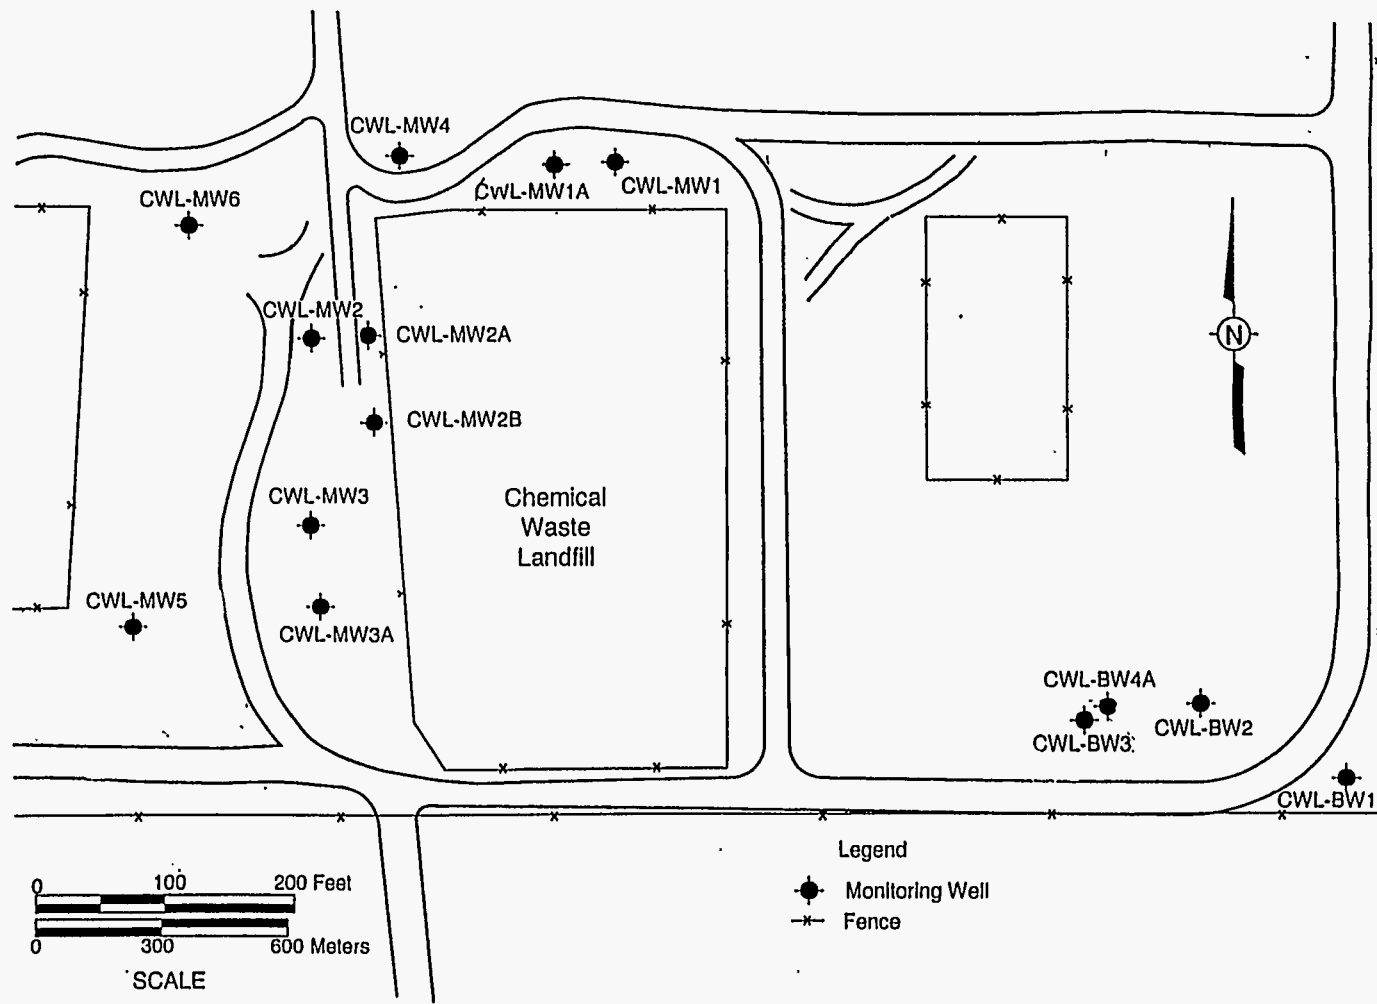 CWL-MW4
CWL-MW1A
CWL-MW1
CWL-MW6
CWL-MW2
CWL-MW2A
N
CWL-MW2B
CWL-MW3
Chemical
Waste
Landfill
CWL-MW5
CWL-MW3A
CWL-BW4A
CWL-BW2
CWL-BW3
CWL-BW1
Legend
Monitoring Well
Fence
0 100 200 Feet
0 300 600 Meters
SCALE